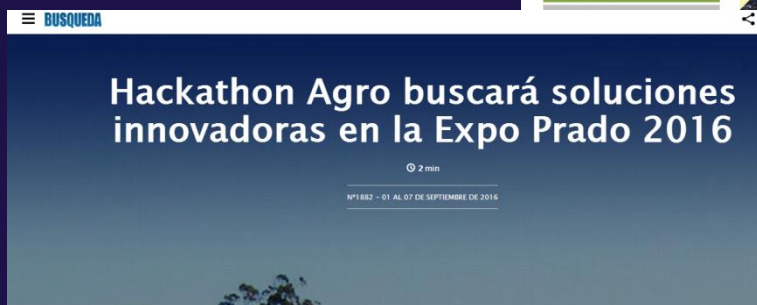 BUSQUEDA
Hackathon Agro buscará soluciones
innovadoras en la Expo Prado 2016
2 min
Nº1882 – 01 AL 07 DE SEPTIEMBRE DE 2016